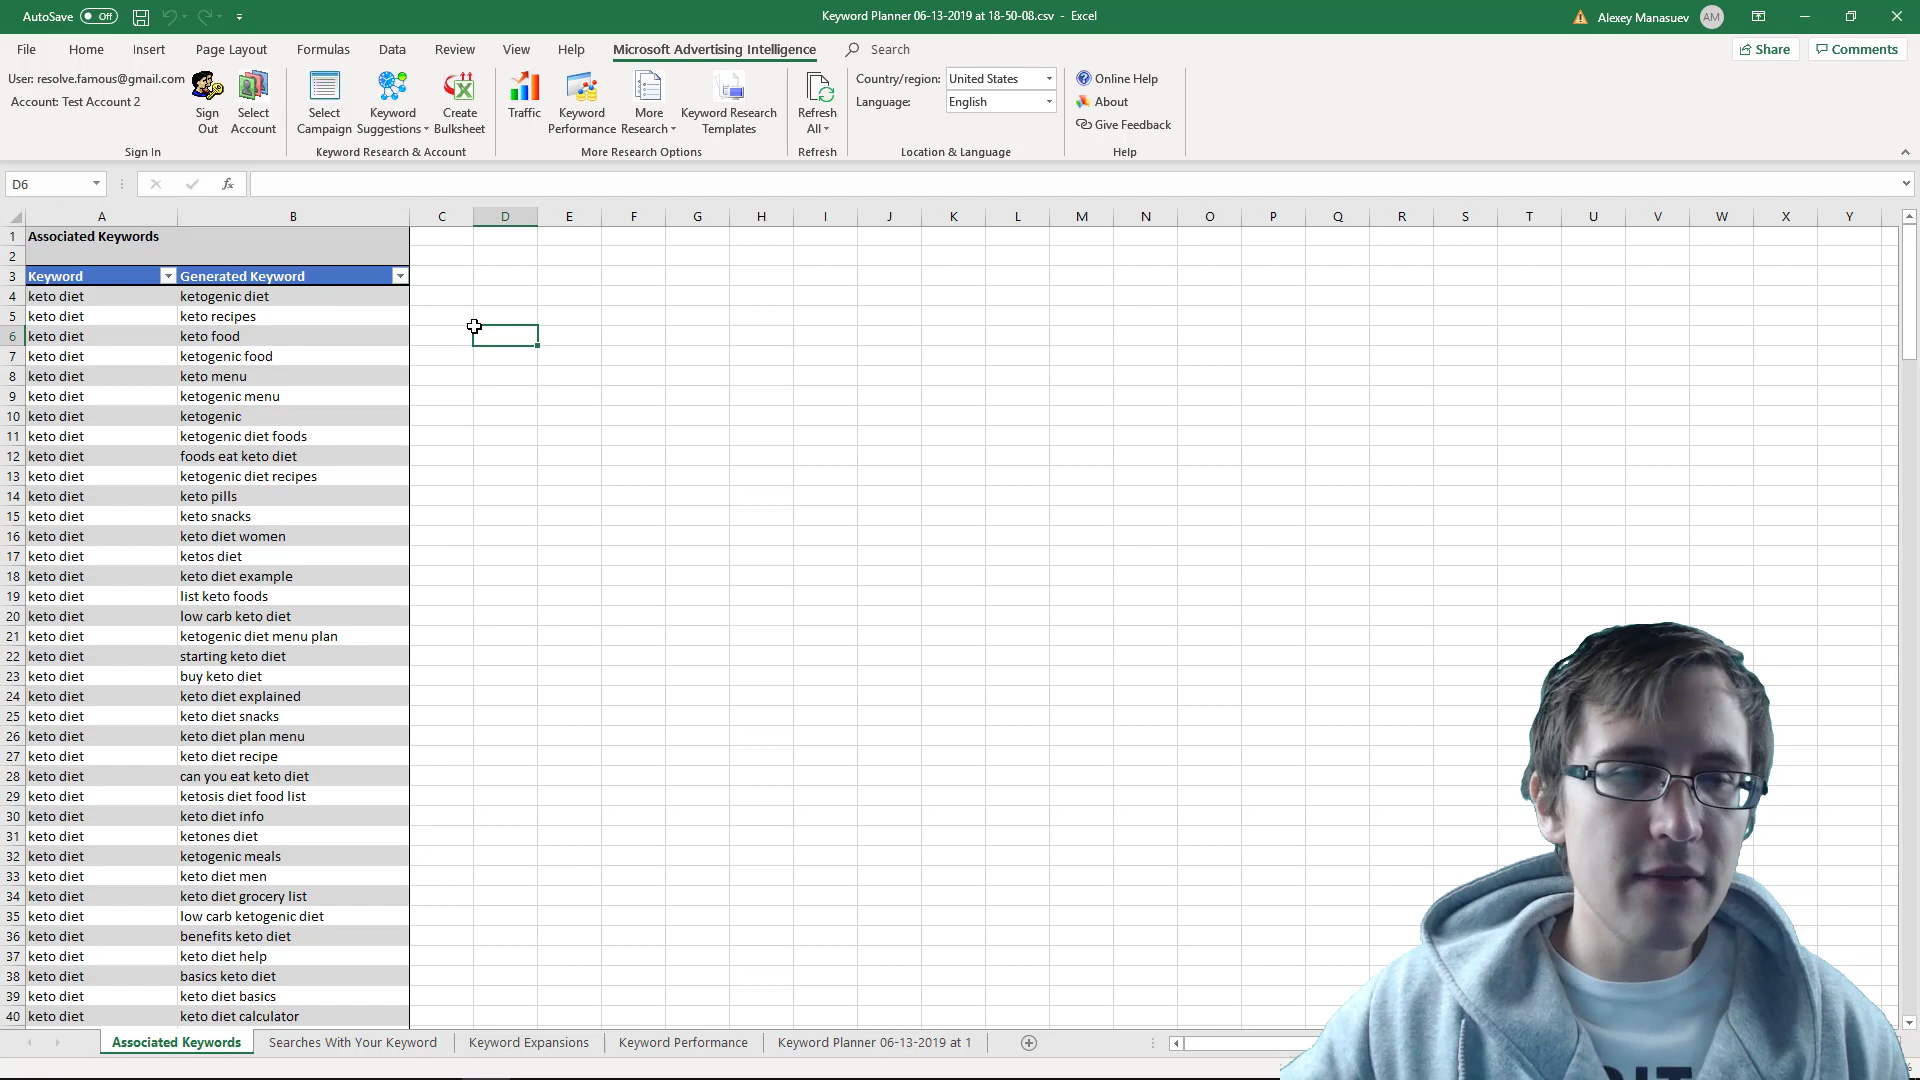 AutoSave Off
Keyword Planner 06-13-2019 at 18-50-08.csv - Excel
Alexey Manasuev AM
File Home Insert Page Layout Formulas Data Review View Help Microsoft Advertising Intelligence Search
Share Comments
User: resolve.famous@gmail.com
Account: Test Account 2
Sign Out
Select Account
Sign In
Select Campaign
Keyword Suggestions
Create Bulksheet
Keyword Research & Account
Traffic
Keyword Performance
More Research
Keyword Research Templates
More Research Options
Refresh All
Refresh
Country/region: United States
Language: English
Location & Language
Online Help
About
Give Feedback
Help
D6
fx
A B C D E F G H I J K L M N O P Q R S T U V W X Y
1 Associated Keywords
2
3 Keyword Generated Keyword
4 keto diet ketogenic diet
5 keto diet keto recipes
6 keto diet keto food
7 keto diet ketogenic food
8 keto diet keto menu
9 keto diet ketogenic menu
10 keto diet ketogenic
11 keto diet ketogenic diet foods
12 keto diet foods eat keto diet
13 keto diet ketogenic diet recipes
14 keto diet keto pills
15 keto diet keto snacks
16 keto diet keto diet women
17 keto diet ketos diet
18 keto diet keto diet example
19 keto diet list keto foods
20 keto diet low carb keto diet
21 keto diet ketogenic diet menu plan
22 keto diet starting keto diet
23 keto diet buy keto diet
24 keto diet keto diet explained
25 keto diet keto diet snacks
26 keto diet keto diet plan menu
27 keto diet keto diet recipe
28 keto diet can you eat keto diet
29 keto diet ketosis diet food list
30 keto diet keto diet info
31 keto diet ketones diet
32 keto diet ketogenic meals
33 keto diet keto diet men
34 keto diet keto diet grocery list
35 keto diet low carb ketogenic diet
36 keto diet benefits keto diet
37 keto diet keto diet help
38 keto diet basics keto diet
39 keto diet keto diet basics
40 keto diet keto diet calculator
Associated Keywords Searches With Your Keyword Keyword Expansions Keyword Performance Keyword Planner 06-13-2019 at 1